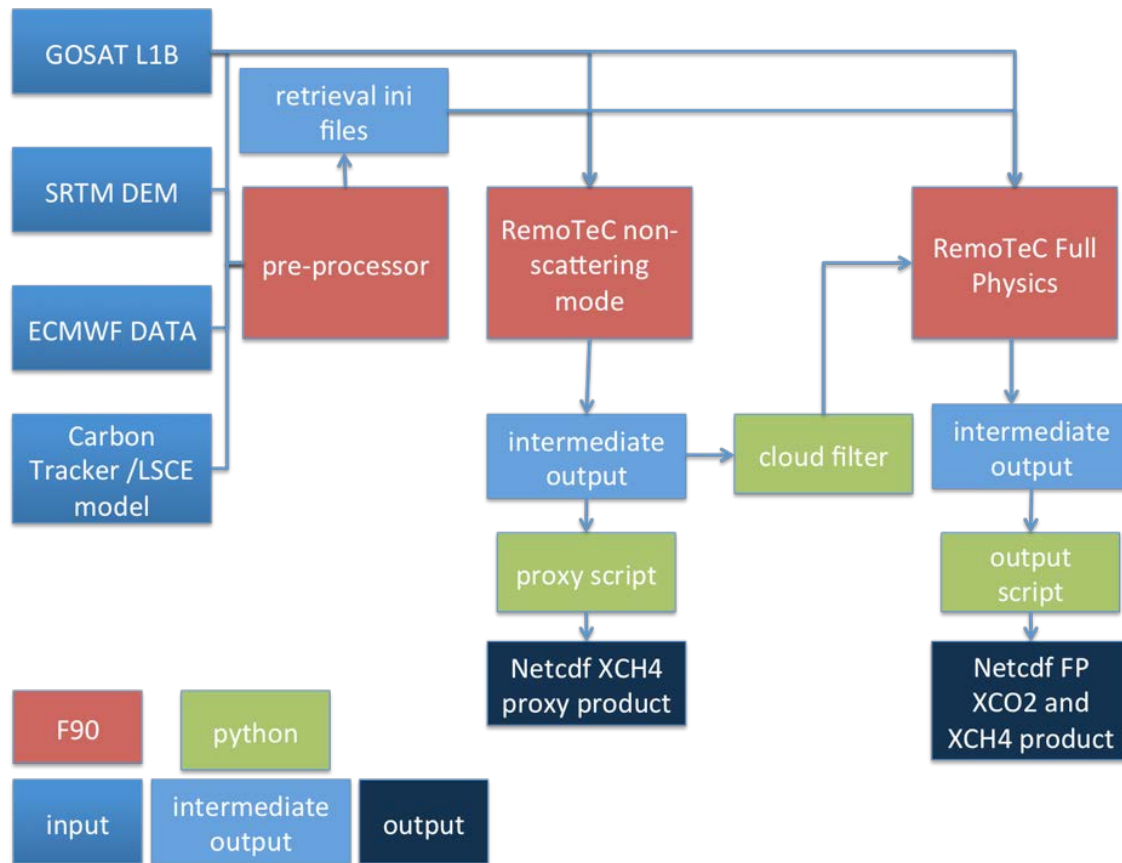 GOSAT L1B
retrieval ini
files
SRTM DEM
pre-processor
RemoTeC non-
scattering
mode
RemoTeC Full
Physics
ECMWF DATA
Carbon
Tracker /LSCE
model
intermediate
output
cloud filter
intermediate
output
proxy script
output
script
Netcdf XCH4
proxy product
Netcdf FP
XCO2 and
XCH4 product
F90
python
input
intermediate
output
output